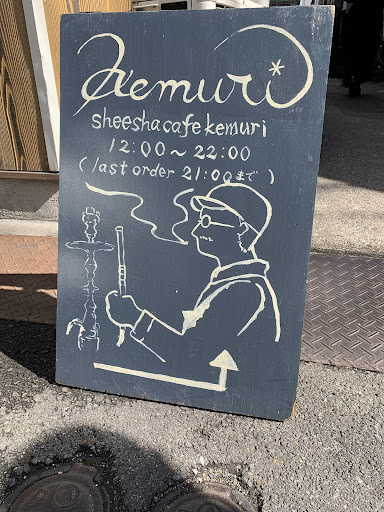 Kemuri*
sheesha cafe kemuri
12:00~22:00
(last order 21:00まで)